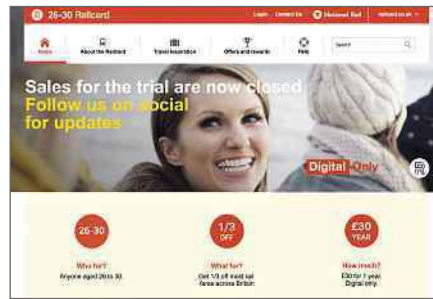 26-30 Railcard
Login Contact Us National Rail railcard.co.uk
Home About the Railcard Travel Inspiration Offers and rewards Help Search
Sales for the trial are now closed
Follow us on social
for updates
Digital Only
26-30 1/3 OFF £30 YEAR
Who for? What for? How much?
Anyone aged 26 to 30 Get 1/3 off most rail £30 for 1 year.
fares across Britain Digital only.